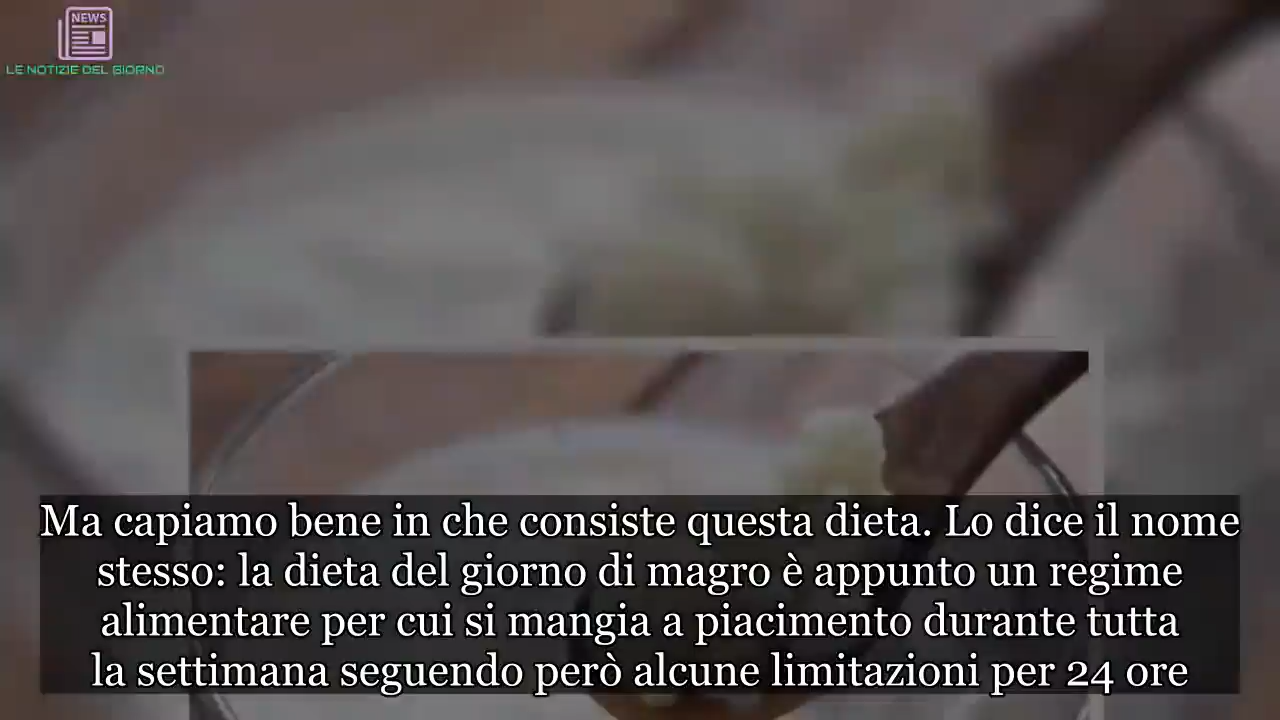 NEWS
LE NOTIZIE DEL GIORNO
Ma capiamo bene in che consiste questa dieta. Lo dice il nome
stesso: la dieta del giorno di magro è appunto un regime
alimentare per cui si mangia a piacimento durante tutta
la settimana seguendo però alcune limitazioni per 24 ore